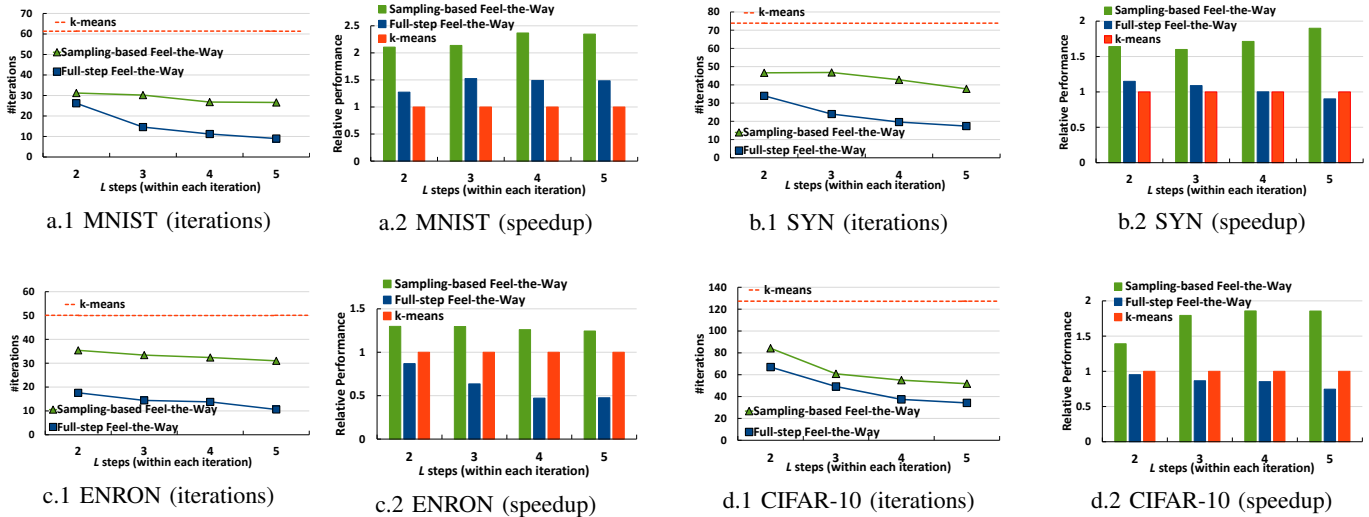 70
60
50
40
30
20
10
0
#iterations
k-means
Sampling-based Feel-the-Way
Full-step Feel-the-Way
2 3 4 5
L steps (within each iteration)
a.1 MNIST (iterations)
Sampling-based Feel-the-Way
Full-step Feel-the-Way
k-means
2.5
2
1.5
1
0.5
0
Relative Performance
2 3 4 5
L steps (within each iteration)
a.2 MNIST (speedup)
80
70
60
50
40
30
20
10
0
#iterations
k-means
Sampling-based Feel-the-Way
Full-step Feel-the-Way
2 3 4 5
L steps (within each iteration)
b.1 SYN (iterations)
Sampling-based Feel-the-Way
Full-step Feel-the-Way
k-means
2
1.5
1
0.5
0
Relative Performance
2 3 4 5
L steps (within each iteration)
b.2 SYN (speedup)
60
50
40
30
20
10
0
#iterations
k-means
Sampling-based Feel-the-Way
Full-step Feel-the-Way
2 3 4 5
L steps (within each iteration)
c.1 ENRON (iterations)
Sampling-based Feel-the-Way
Full-step Feel-the-Way
k-means
1.5
1
0.5
0
Relative Performance
2 3 4 5
L steps (within each iteration)
c.2 ENRON (speedup)
140
120
100
80
60
40
20
0
#iterations
k-means
Sampling-based Feel-the-Way
Full-step Feel-the-Way
2 3 4 5
L steps (within each iteration)
d.1 CIFAR-10 (iterations)
Sampling-based Feel-the-Way
Full-step Feel-the-Way
k-means
2
1.5
1
0.5
0
Relative Performance
2 3 4 5
L steps (within each iteration)
d.2 CIFAR-10 (speedup)